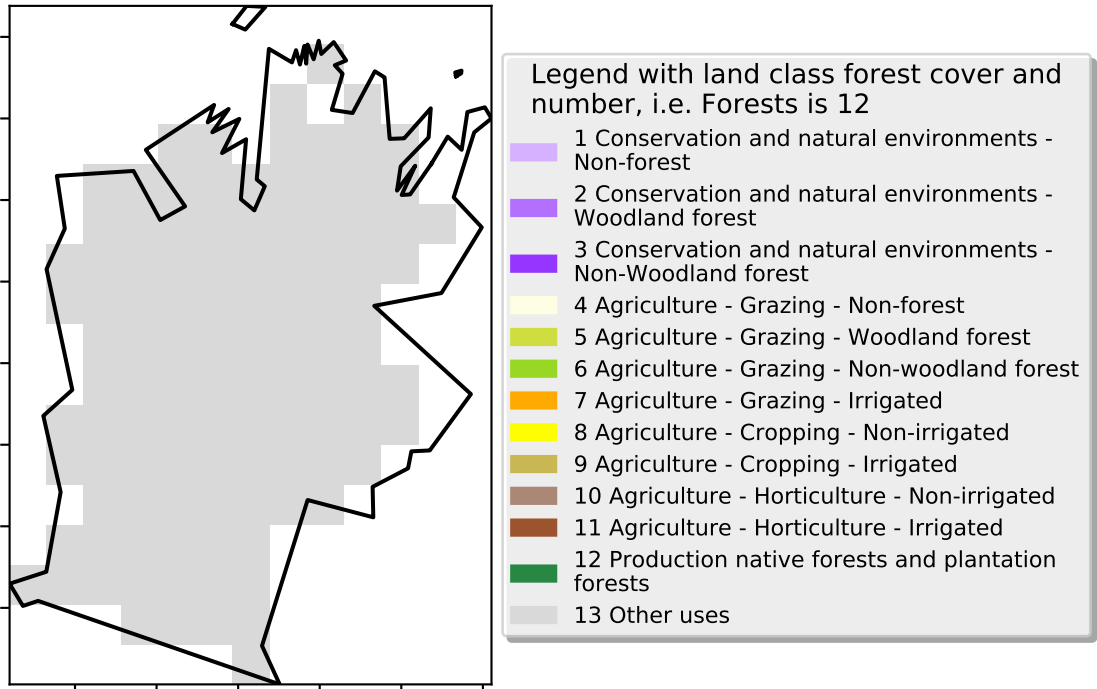 Legend with land class forest cover and
number, i.e. Forests is 12
1 Conservation and natural environments -
Non-forest
2 Conservation and natural environments -
Woodland forest
3 Conservation and natural environments -
Non-Woodland forest
4 Agriculture - Grazing - Non-forest
5 Agriculture - Grazing - Woodland forest
6 Agriculture - Grazing - Non-woodland forest
7 Agriculture - Grazing - Irrigated
8 Agriculture - Cropping - Non-irrigated
9 Agriculture - Cropping - Irrigated
10 Agriculture - Horticulture - Non-irrigated
11 Agriculture - Horticulture - Irrigated
12 Production native forests and plantation
forests
13 Other uses